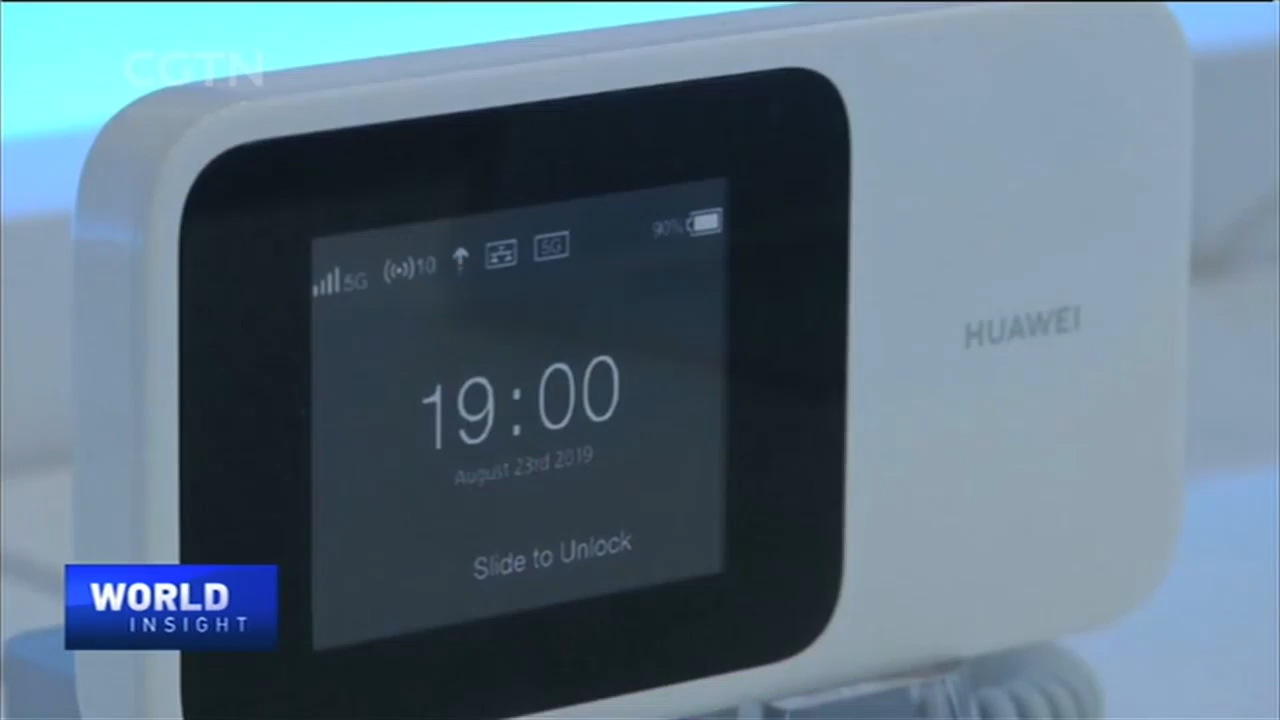 CGTN
5G 10 5G 90%
HUAWEI
19:00
August 23rd 2019
Slide to Unlock
WORLD
INSIGHT